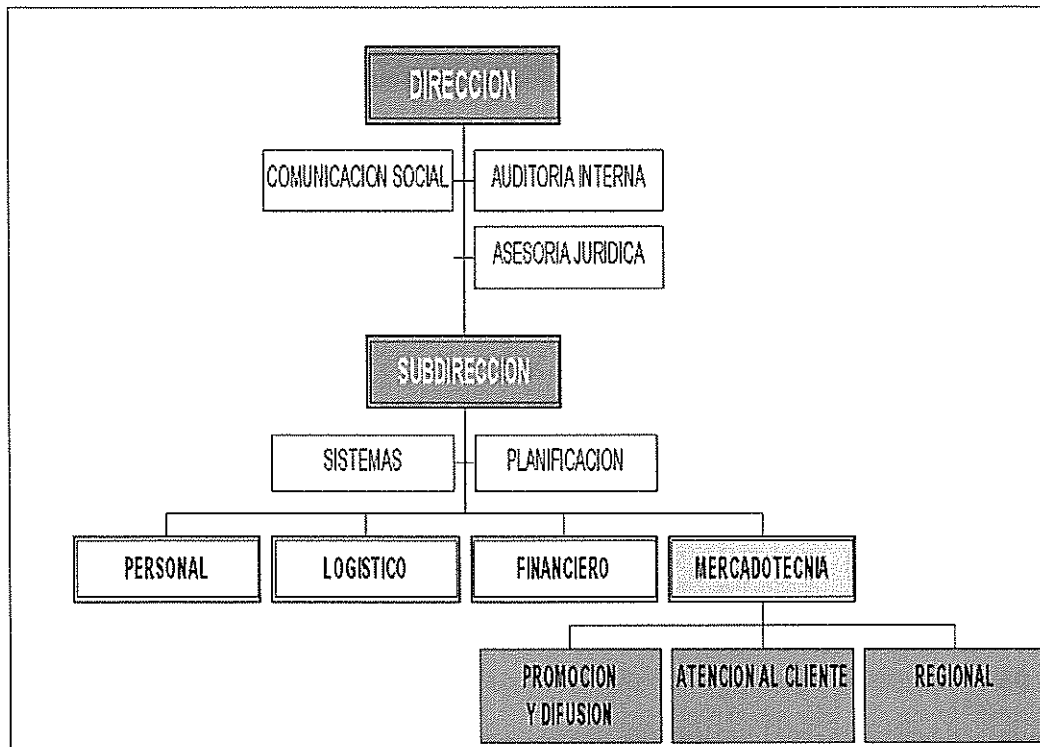 DIRECCION
COMUNICACION SOCIAL
AUDITORIA INTERNA
ASESORIA JURIDICA
SUBDIRECCION
SISTEMAS
PLANIFICACION
PERSONAL
LOGISTICO
FINANCIERO
MERCADOTECNIA
PROMOCION
Y DIFUSION
ATENCION AL CLIENTE
REGIONAL